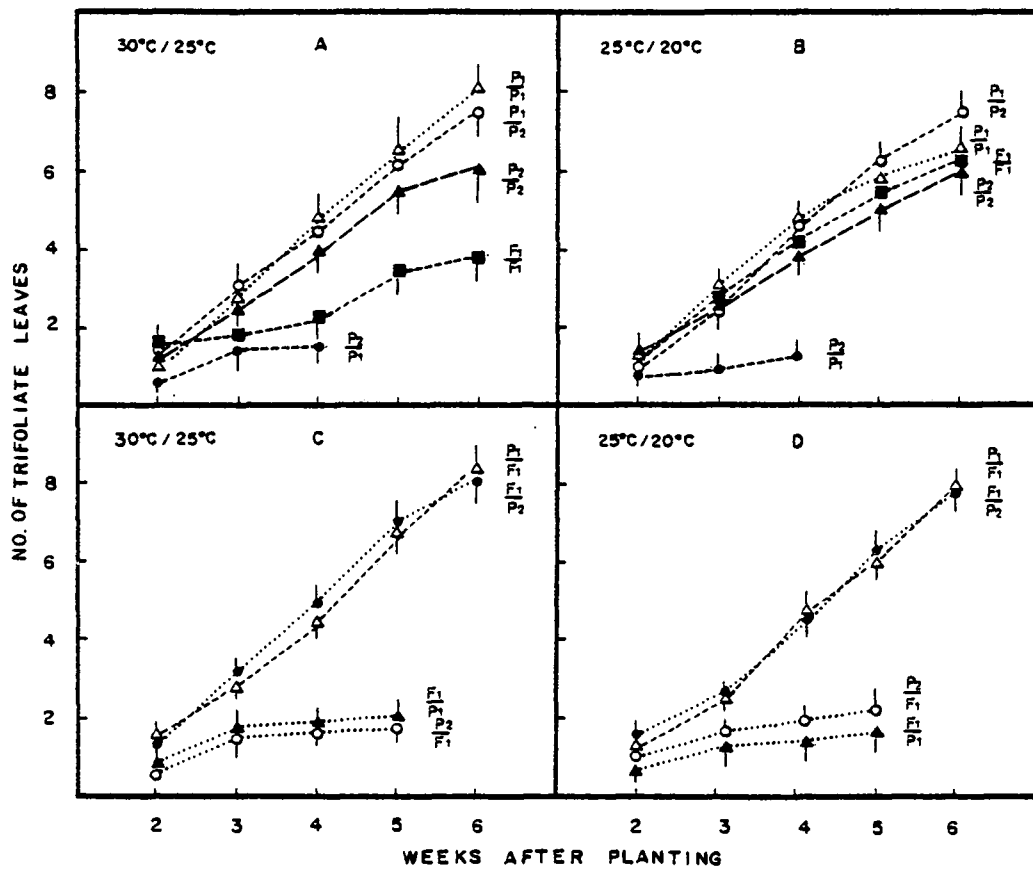 30°C/25°C A
P1/P1
P1/P2
P2/P2
F1/F1
P2/P1
25°C/20°C B
P1/P2
P1/P1
F1/F1
P2/P2
P2/P1
30°C/25°C C
P1/F1
F1/P2
F1/P1
P2/F1
25°C/20°C D
P1/F1
F1/P2
P2/F1
F1/P1
NO. OF TRIFOLIATE LEAVES
8
6
4
2
8
6
4
2
2 3 4 5 6 2 3 4 5 6
WEEKS AFTER PLANTING